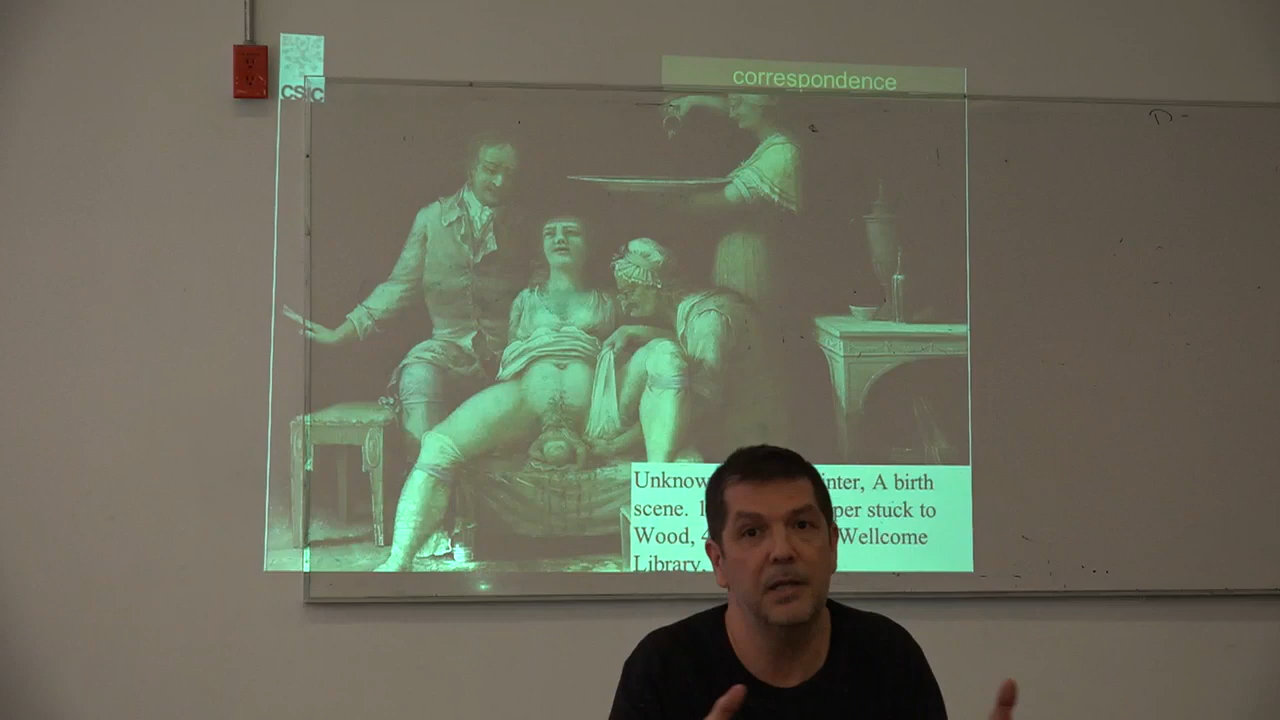 CSIC
correspondence
Unknow inter, A birth
scene. per stuck to
Wood, Wellcome
Library,